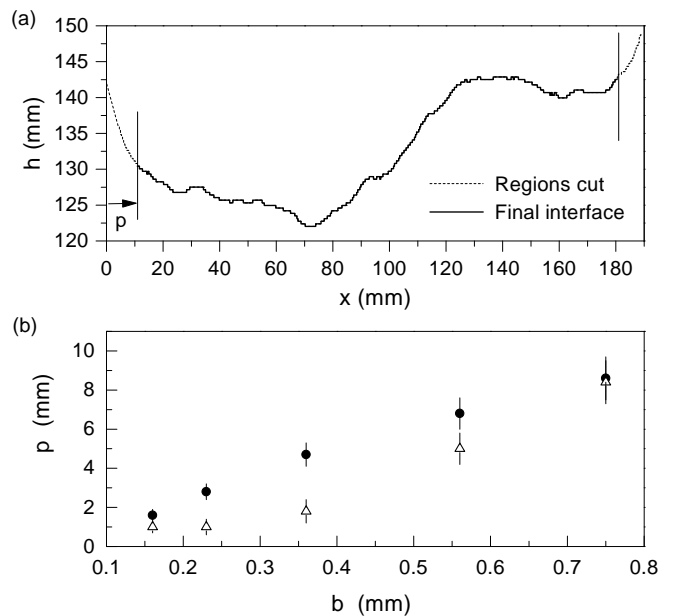 (a)
150
145
140
135
130
125
120
h (mm)
p
Regions cut
Final interface
0 20 40 60 80 100 120 140 160 180
x (mm)
(b)
10
8
6
4
2
0
p (mm)
0.1 0.2 0.3 0.4 0.5 0.6 0.7 0.8
b (mm)